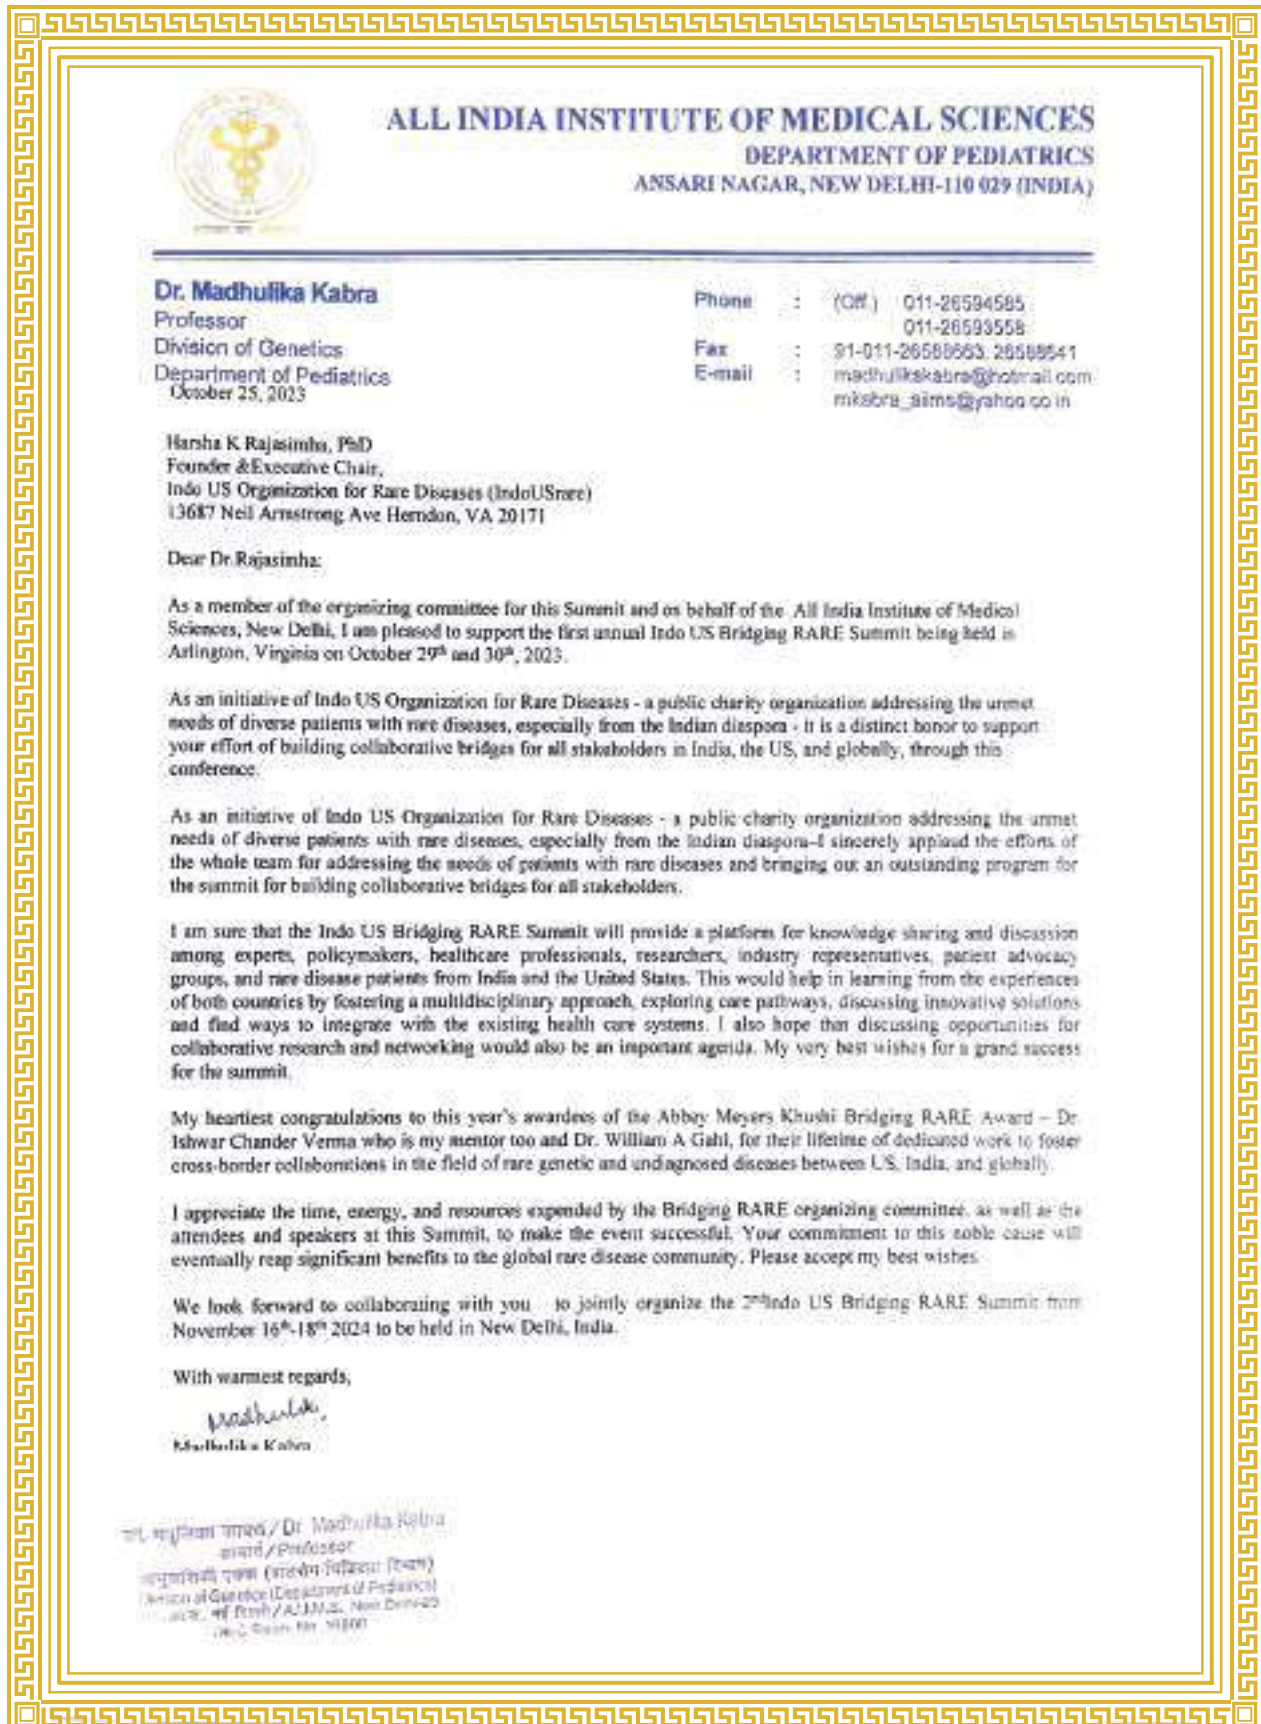 ALL INDIA INSTITUTE OF MEDICAL SCIENCES
DEPARTMENT OF PEDIATRICS
ANSARI NAGAR, NEW DELHI-110 029 (INDIA)
Dr. Madhulika Kabra
Professor
Division of Genetics
Department of Pediatrics
October 25, 2023
Phone : (Off.) 011-26594585
011-26593558
Fax : 91-011-26588663, 26588641
E-mail : madhulikakabra@hotmail.com
mkabra_aiims@yahoo.co.in
Harsha K Rajasimha, PhD
Founder &Executive Chair,
Indo US Organization for Rare Diseases (IndoUSrare)
13687 Neil Armstrong Ave Herndon, VA 20171
Dear Dr.Rajasimha:
As a member of the organizing committee for this Summit and on behalf of the All India Institute of Medical
Sciences, New Delhi, I am pleased to support the first annual Indo US Bridging RARE Summit being held in
Arlington, Virginia on October 29th and 30th, 2023.
As an initiative of Indo US Organization for Rare Diseases - a public charity organization addressing the unmet
needs of diverse patients with rare diseases, especially from the Indian diaspora - it is a distinct honor to support
your effort of building collaborative bridges for all stakeholders in India, the US, and globally, through this
conference.
As an initiative of Indo US Organization for Rare Diseases - a public charity organization addressing the unmet
needs of diverse patients with rare diseases, especially from the Indian diaspora–I sincerely applaud the efforts of
the whole team for addressing the needs of patients with rare diseases and bringing out an outstanding program for
the summit for building collaborative bridges for all stakeholders.
I am sure that the Indo US Bridging RARE Summit will provide a platform for knowledge sharing and discussion
among experts, policymakers, healthcare professionals, researchers, industry representatives, patient advocacy
groups, and rare disease patients from India and the United States. This would help in learning from the experiences
of both countries by fostering a multidisciplinary approach, exploring care pathways, discussing innovative solutions
and find ways to integrate with the existing health care systems. I also hope that discussing opportunities for
collaborative research and networking would also be an important agenda. My very best wishes for a grand success
for the summit.
My heartiest congratulations to this year's awardees of the Abbey Meyers Khushi Bridging RARE Award – Dr.
Ishwar Chander Verma who is my mentor too and Dr. William A Gahl, for their lifetime of dedicated work to foster
cross-border collaborations in the field of rare genetic and undiagnosed diseases between US, India, and globally.
I appreciate the time, energy, and resources expended by the Bridging RARE organizing committee, as well as the
attendees and speakers at this Summit, to make the event successful. Your commitment to this noble cause will
eventually reap significant benefits to the global rare disease community. Please accept my best wishes.
We look forward to collaborating with you to jointly organize the 2ndIndo US Bridging RARE Summit from
November 16th-18th 2024 to be held in New Delhi, India.
With warmest regards,
Madhulika
Madhulika Kabra
/ Dr Madhulika Kabra
आचार्य / Professor
Division of Genetics (Department of Pediatrics)
नई दिल्ली / A.I.I.M.S., New Delhi-29